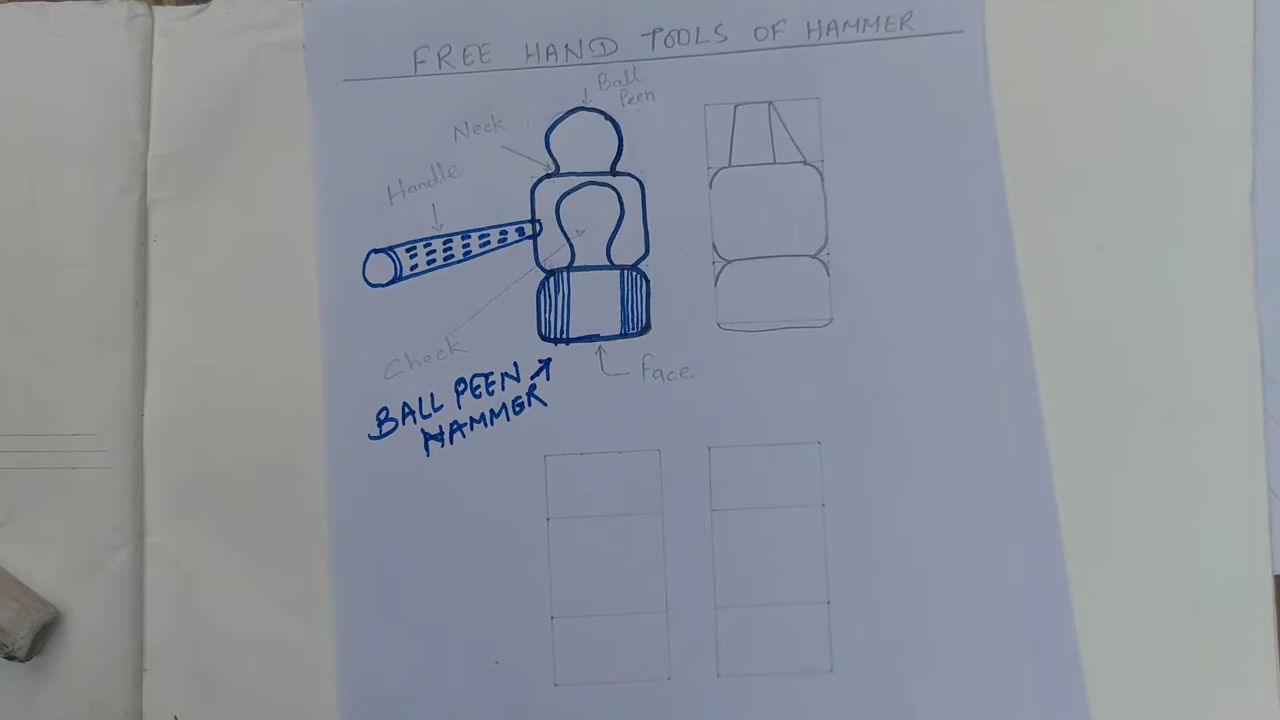 FREE HAND TOOLS OF HAMMER
Ball
Peen
Neck
Handle
Check
Face
BALL PEEN
HAMMER